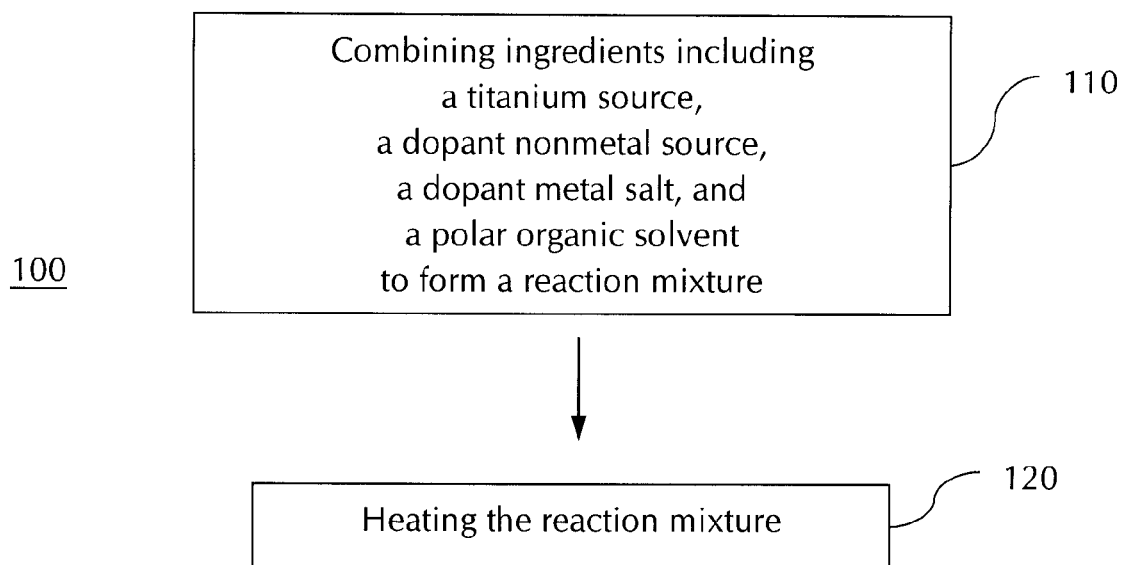 Combining ingredients including
a titanium source,
110
a dopant nonmetal source,
a dopant metal salt, and
a polar organic solvent
100
to form a reaction mixture
120
Heating the reaction mixture